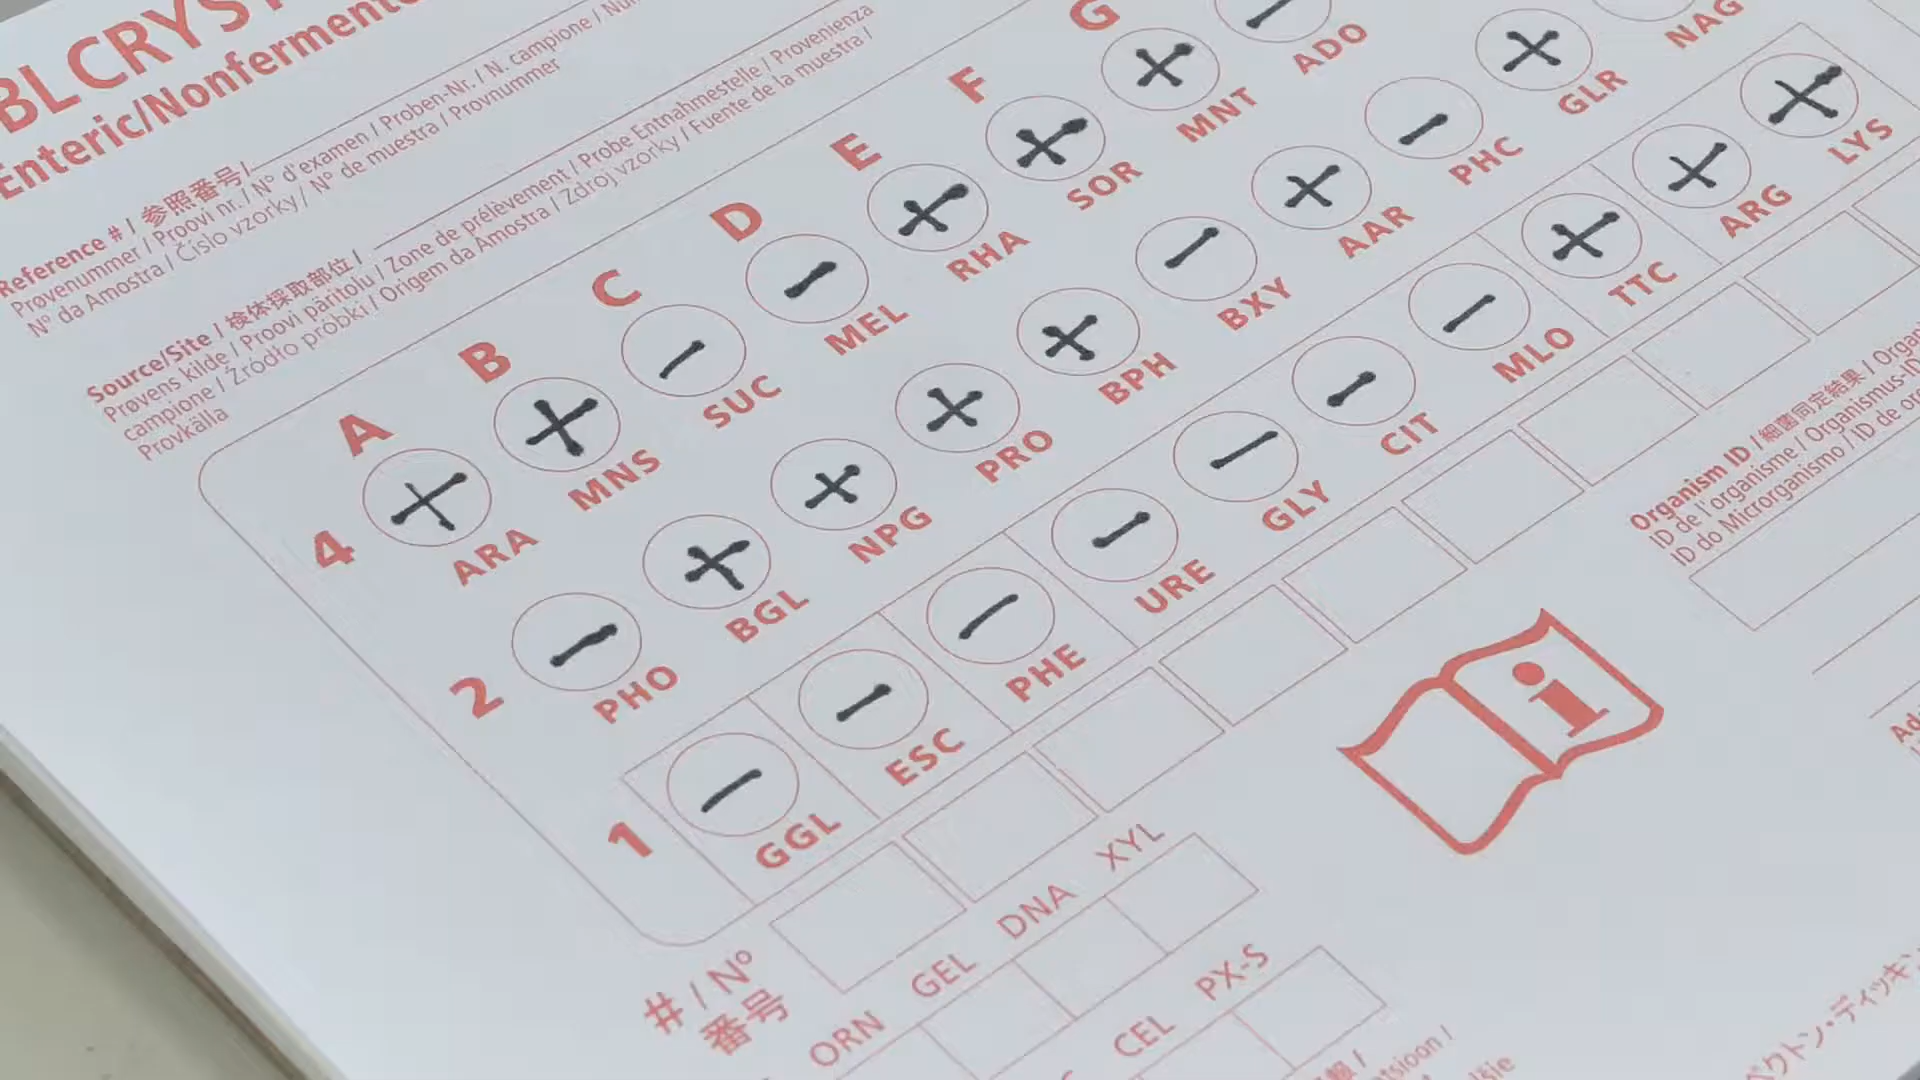 BLCRYST
Enteric/Nonfermente
Reference # / 参照番号 /
Prøvenummer / Proovi nr. / N° d'examen / Proben-Nr. / N. campione /
N° da Amostra / Číslo vzorky / N° de muestra / Provnummer
Source/Site / 検体採取部位 /
Prøvens kilde / Proovi päritolu / Zone de prélèvement / Probe Entnahmestelle / Provenienza
campione / Źródło próbki / Origem da Amostra / Zdroj vzorky / Fuente de la muestra /
Provkälla
A B C D E F G
4 + + − − + + + −
ARA MNS SUC MEL RHA SOR MNT ADO
2 − + + + + − + − +
PHO BGL NPG PRO BPH BXY AAR PHC GLR NAG
1 − − − − − − − + + +
GGL ESC PHE URE GLY CIT MLO TTC ARG LYS
# / N°
番号
GEL DNA XYL
ORN CEL PX-S
Organism ID / 細菌同定結果 /
ID de l'organisme / Organismus-ID
ID do Microrganismo / ID de
i